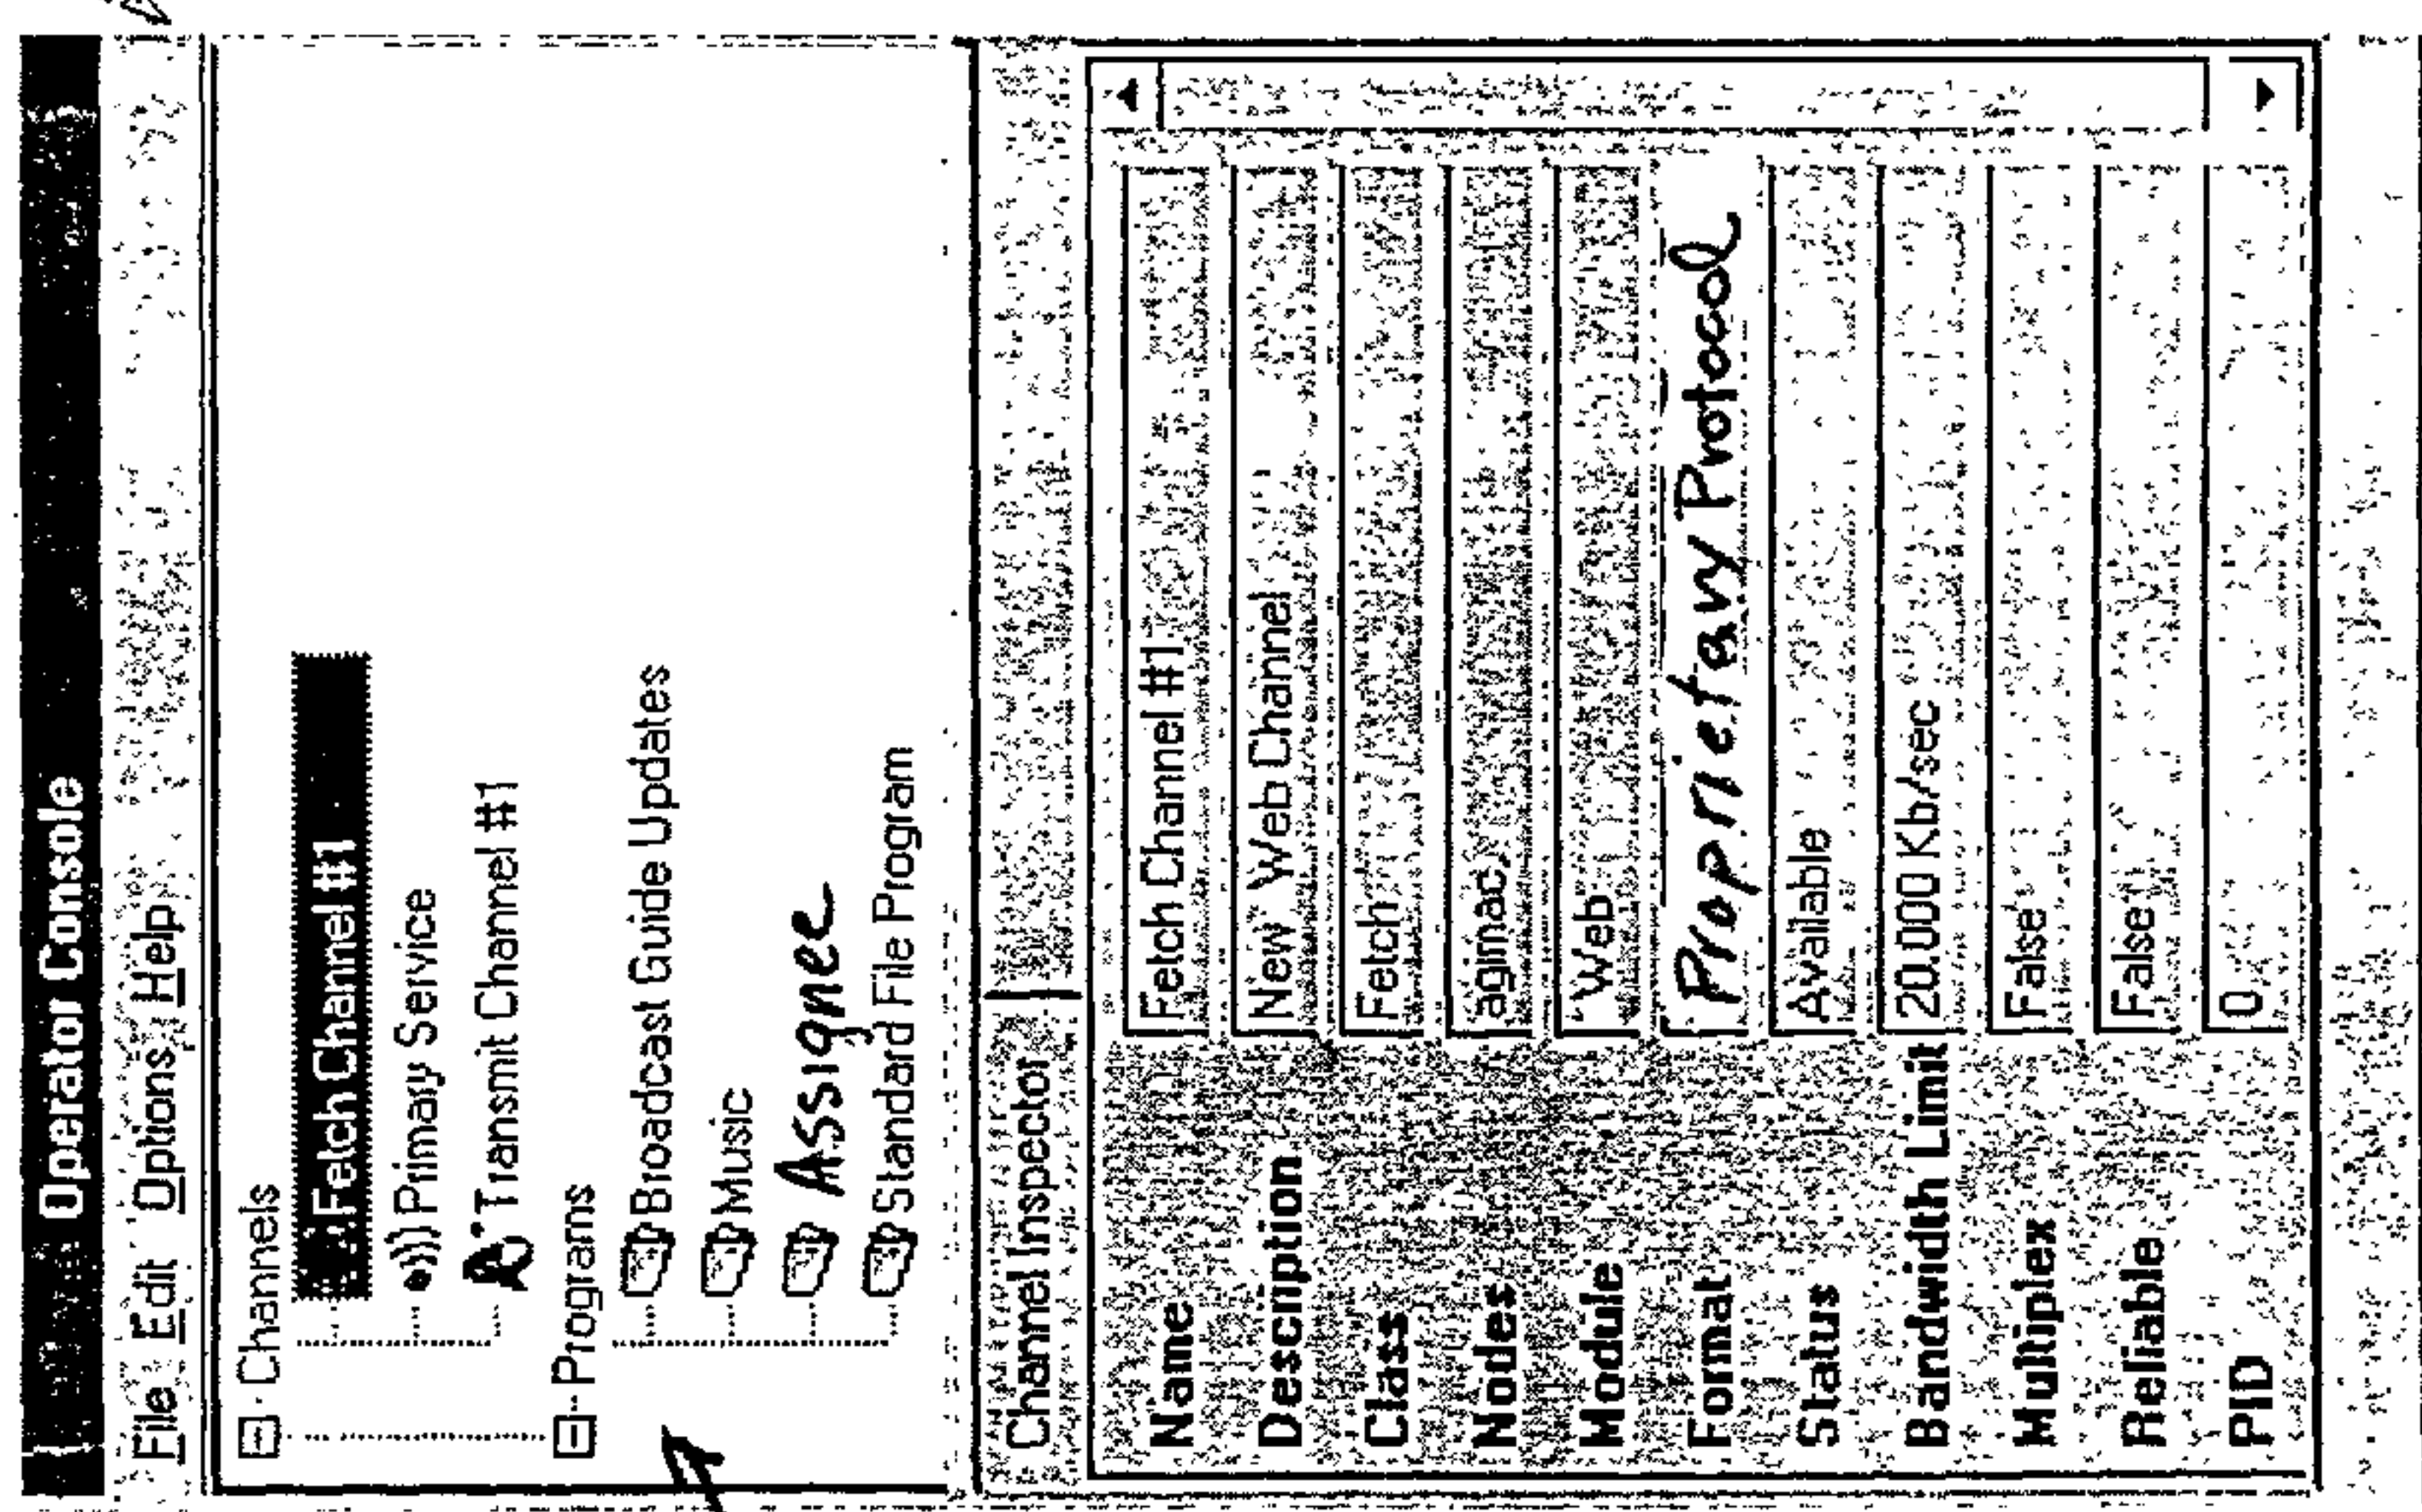 Operator Console
File Edit Options Help
Channels
Fetch Channel #1
Primary Service
Transmit Channel #1
Programs
Broadcast Guide Updates
Music
Assignee
Standard File Program
Channel Inspector
Name Fetch Channel #1
Description New Web Channel
Class Fetch
Nodes agimac
Module Web
Format Proprietary Protocol
Status Available
Bandwidth Limit 20.000 Kb/sec
Multiplex False
Reliable False
PID 0